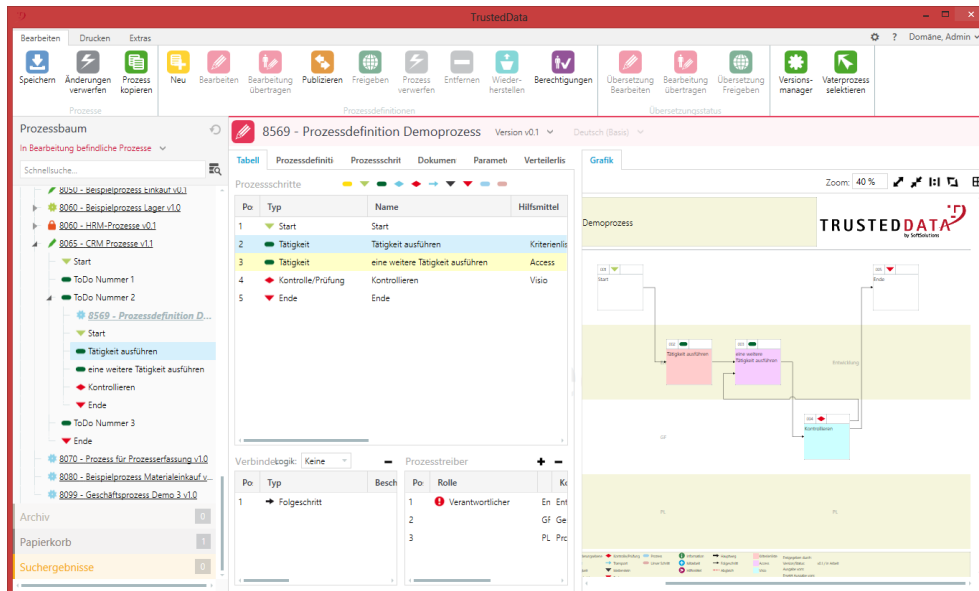 TrustedData
Bearbeiten Drucken Extras
? Domäne, Admin
Speichern Änderungen verwerfen Prozess kopieren Neu Bearbeiten Bearbeitung übertragen Publizieren Freigeben Prozess verwerfen Entfernen Wieder-herstellen Berechtigungen Übersetzung Bearbeiten Bearbeitung übertragen Übersetzung Freigeben Versions-manager Vaterprozess selektieren
Prozesse Prozessdefinitionen Übersetzungsstatus
Prozessbaum
In Bearbeitung befindliche Prozesse
Schnellsuche...
8050 - Beispielprozess Einkauf v0.1
8060 - Beispielprozess Lager v1.0
8060 - HRM-Prozesse v0.1
8065 - CRM Prozesse v1.1
Start
ToDo Nummer 1
ToDo Nummer 2
8569 - Prozessdefinition D...
Start
Tätigkeit ausführen
eine weitere Tätigkeit ausführen
Kontrollieren
Ende
ToDo Nummer 3
Ende
8070 - Prozess für Prozesserfassung v1.0
8080 - Beispielprozess Materialeinkauf v...
8099 - Geschäftsprozess Demo 3 v1.0
Archiv 0
Papierkorb 1
Suchergebnisse 0
8569 - Prozessdefinition Demoprozess Version v0.1 Deutsch (Basis)
Tabell Prozessdefiniti Prozessschrit Dokumen Paramet Verteilerlis
Prozessschritte
Po: Typ Name Hilfsmittel
1 Start Start
2 Tätigkeit Tätigkeit ausführen Kriterienlis
3 Tätigkeit eine weitere Tätigkeit ausführen Access
4 Kontrolle/Prüfung Kontrollieren Visio
5 Ende Ende
Verbinde Logik: Keine
Po: Typ Besch
1 Folgeschritt
Prozesstreiber
Po: Rolle Ko
1 Verantwortlicher En Ent
2 GF Ge
3 PL Pro
Grafik
Zoom: 40 %
Demoprozess
TRUSTEDDATA
by SoftSolutions
Start
Ende
Tätigkeit ausführen
eine weitere
Tätigkeit ausführen
Entwicklung
Kontrollieren
GF
PL PL